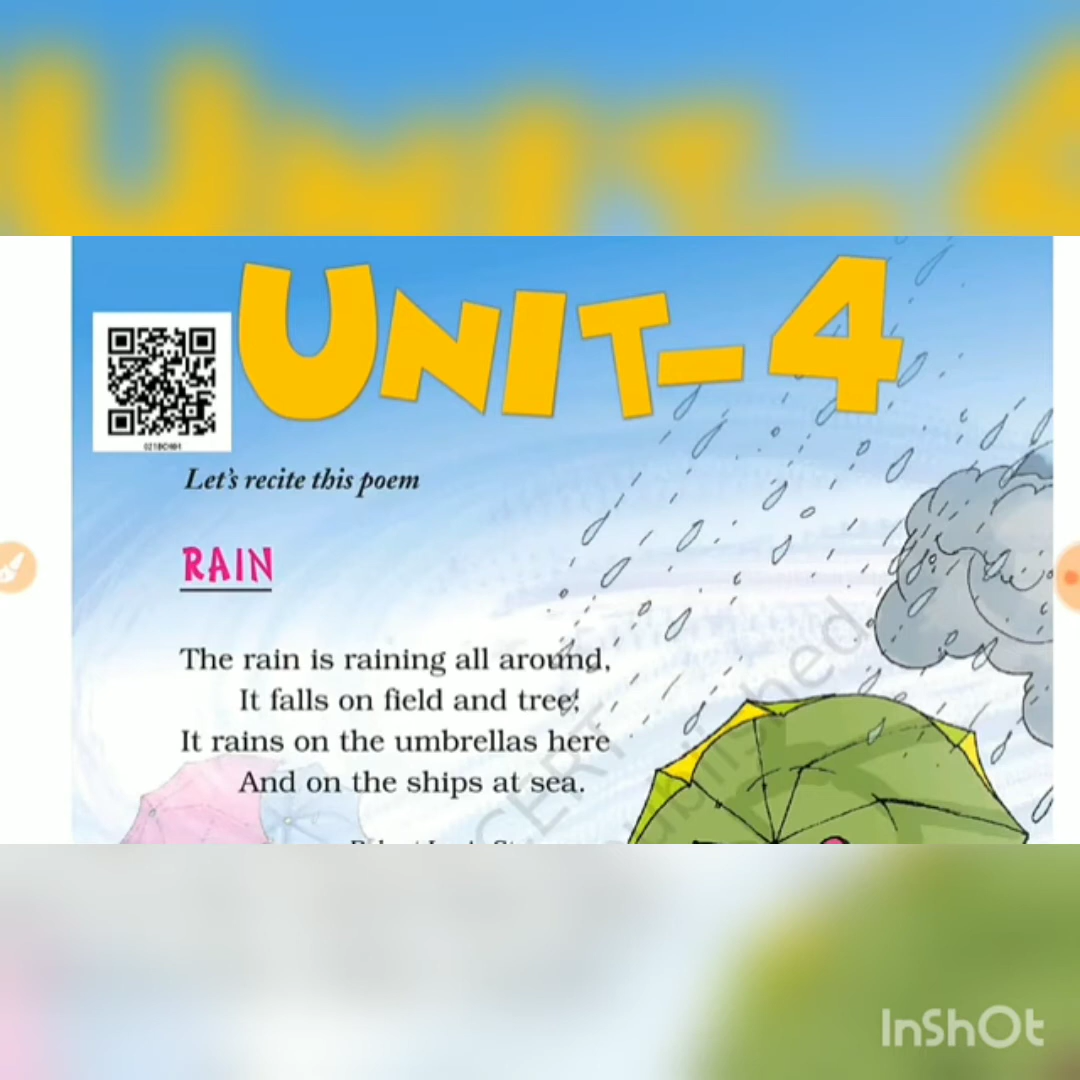 UNIT-4
Let's recite this poem
RAIN
The rain is raining all around,
It falls on field and tree,
It rains on the umbrellas here
And on the ships at sea.
InShOt